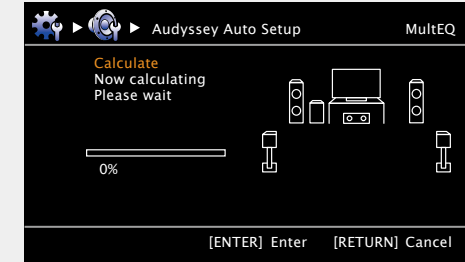 Audyssey Auto Setup MultEQ
Calculate
Now calculating
Please wait
0%
[ENTER] Enter [RETURN] Cancel